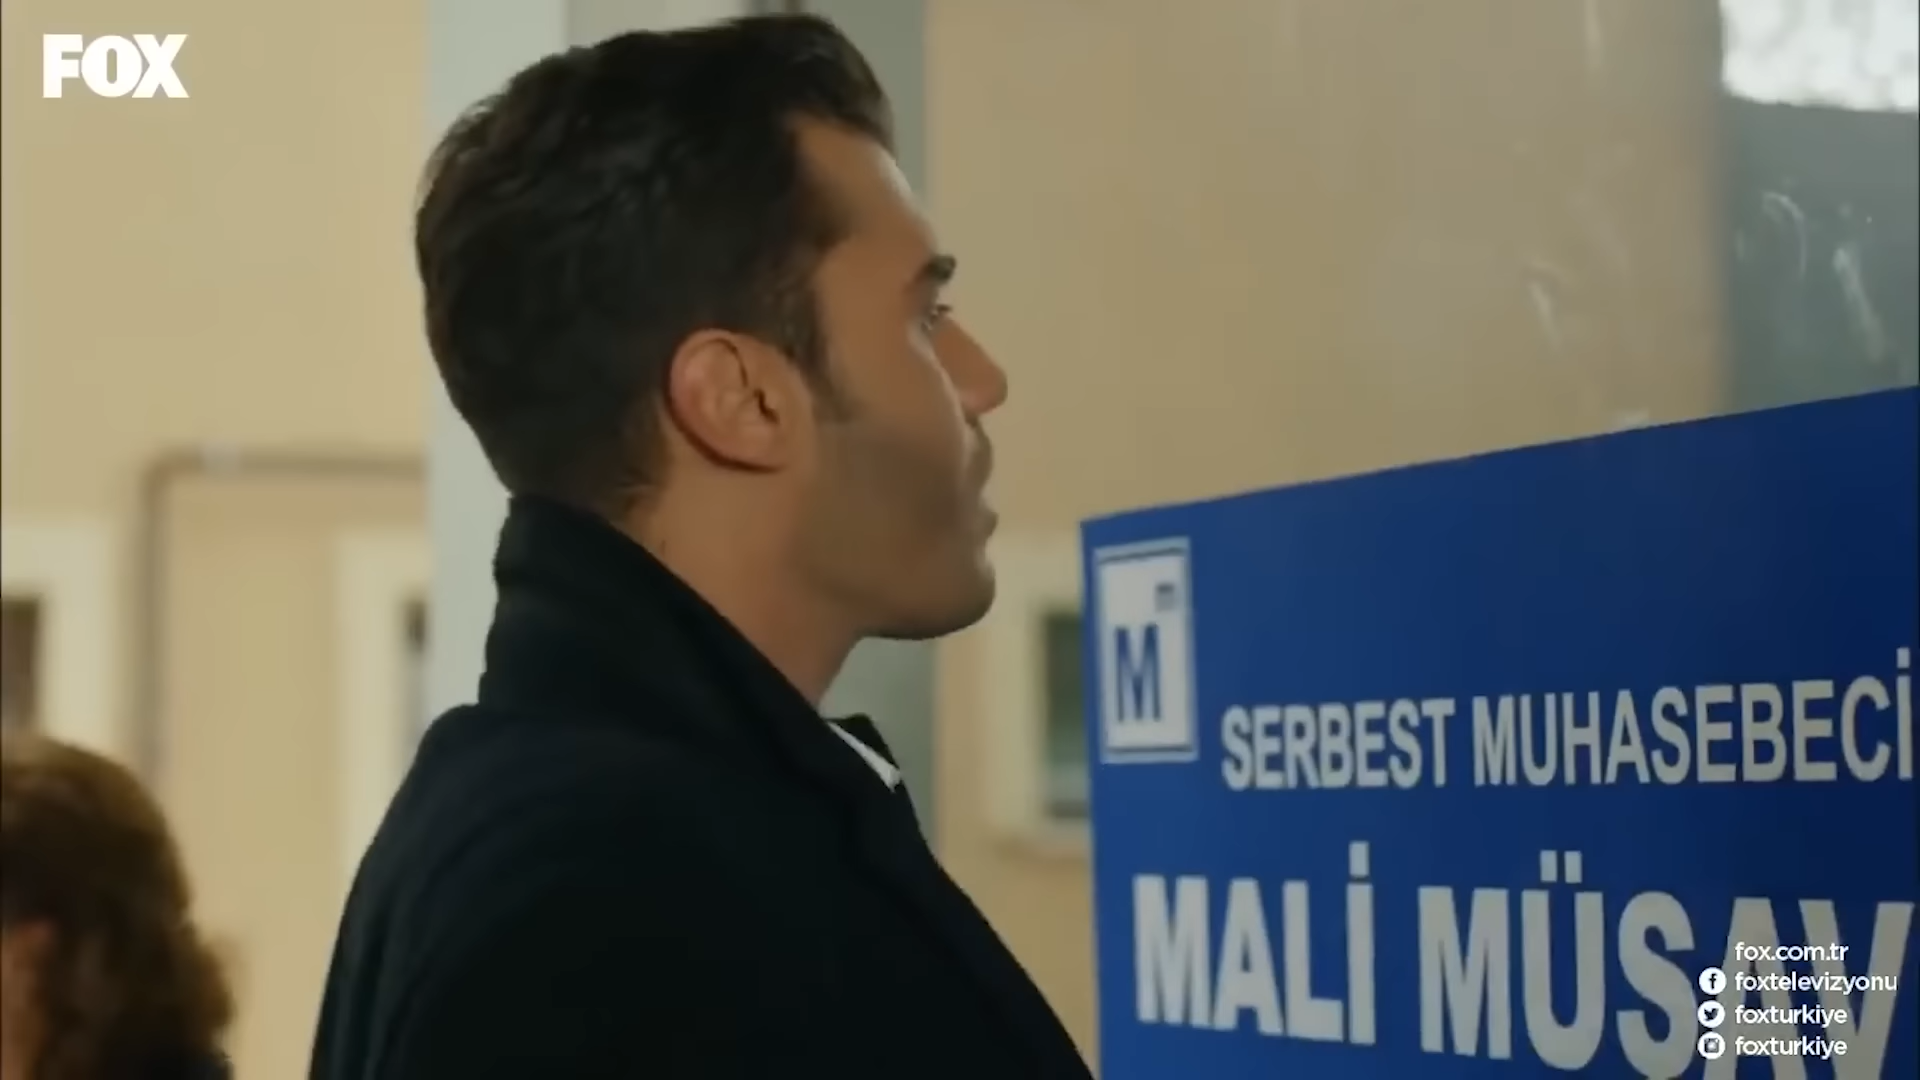 FOX
m
M
SERBEST MUHASEBECİ
MALİ MÜŞAV
fox.com.tr
foxtelevizyonu
foxturkiye
foxturkiye